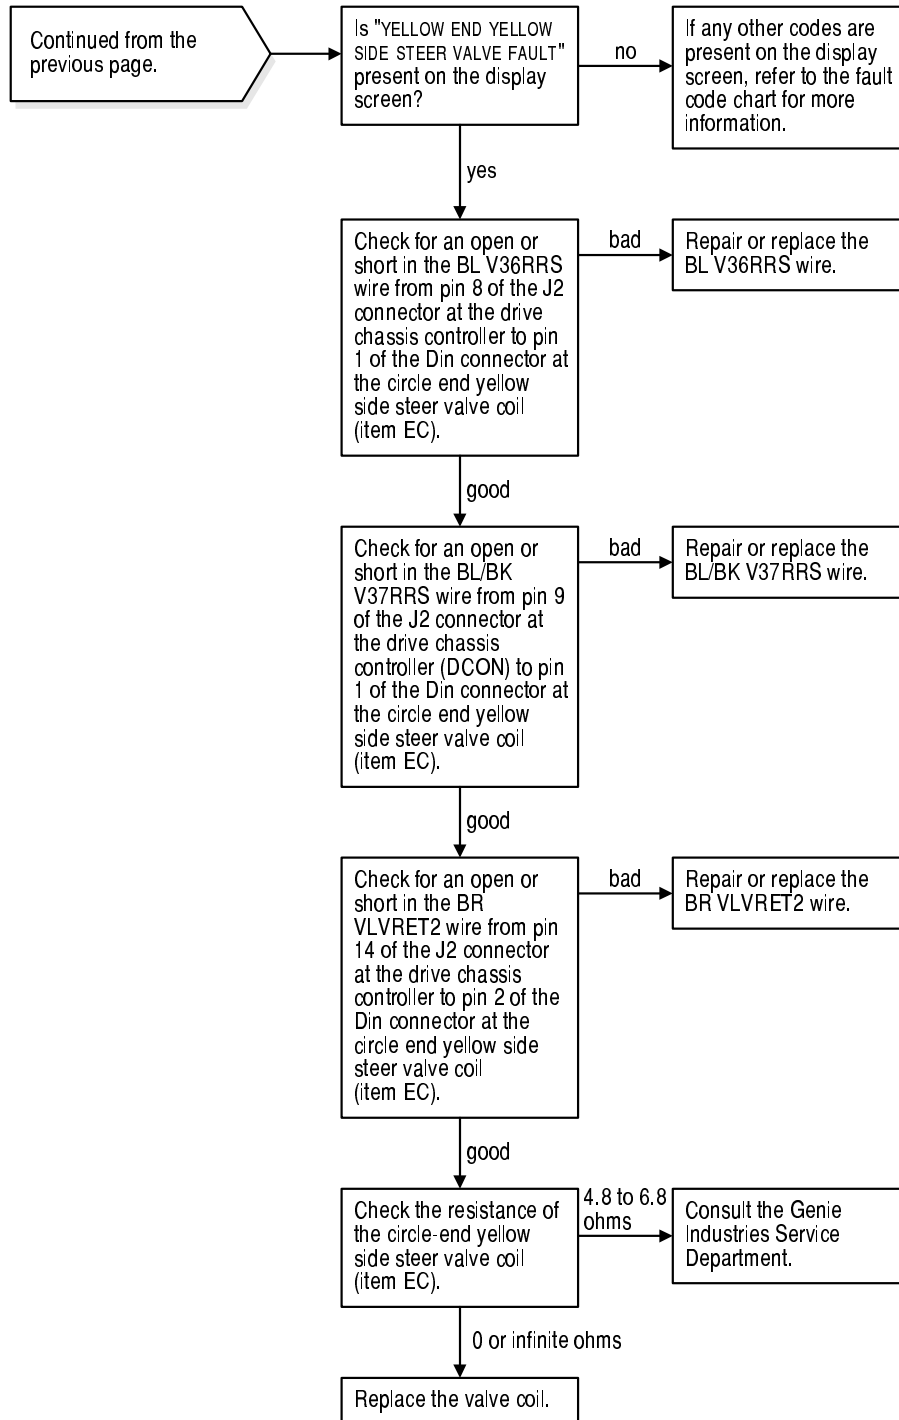 Continued from the
previous page.
Is "YELLOW END YELLOW
SIDE STEER VALVE FAULT"
present on the display
screen?
no
If any other codes are
present on the display
screen, refer to the fault
code chart for more
information.
yes
Check for an open or
short in the BL V36RRS
wire from pin 8 of the J2
connector at the drive
chassis controller to pin
1 of the Din connector at
the circle end yellow
side steer valve coil
(item EC).
bad
Repair or replace the
BL V36RRS wire.
good
Check for an open or
short in the BL/BK
V37RRS wire from pin 9
of the J2 connector at
the drive chassis
controller (DCON) to pin
1 of the Din connector at
the circle end yellow
side steer valve coil
(item EC).
bad
Repair or replace the
BL/BK V37RRS wire.
good
Check for an open or
short in the BR
VLVRET2 wire from pin
14 of the J2 connector
at the drive chassis
controller to pin 2 of the
Din connector at the
circle end yellow side
steer valve coil
(item EC).
bad
Repair or replace the
BR VLVRET2 wire.
good
Check the resistance of
the circle-end yellow
side steer valve coil
(item EC).
4.8 to 6.8
ohms
Consult the Genie
Industries Service
Department.
0 or infinite ohms
Replace the valve coil.